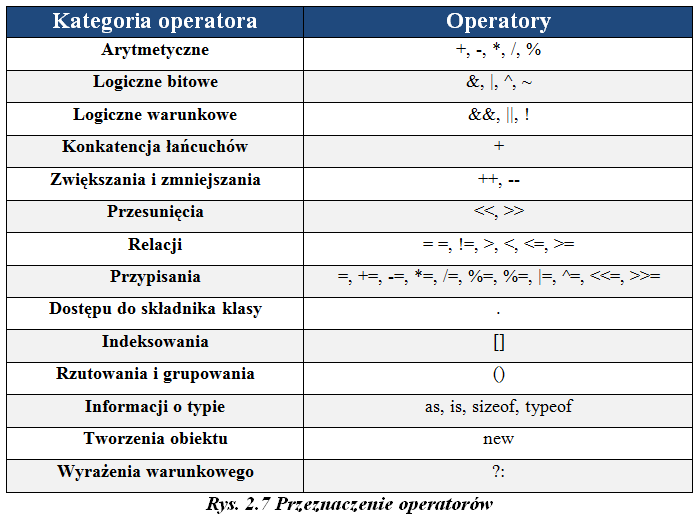 Kategoria operatora Operatory
Arytmetyczne +, -, *, /, %
Logiczne bitowe &, |, ^, ~
Logiczne warunkowe &&, ||, !
Konkatencja łańcuchów +
Zwiększania i zmniejszania ++, --
Przesunięcia <<, >>
Relacji = =, !=, >, <, <=, >=
Przypisania =, +=, -=, *=, /=, %=, %=, |=, ^=, <<=, >>=
Dostępu do składnika klasy .
Indeksowania []
Rzutowania i grupowania ()
Informacji o typie as, is, sizeof, typeof
Tworzenia obiektu new
Wyrażenia warunkowego ?:
Rys. 2.7 Przeznaczenie operatorów